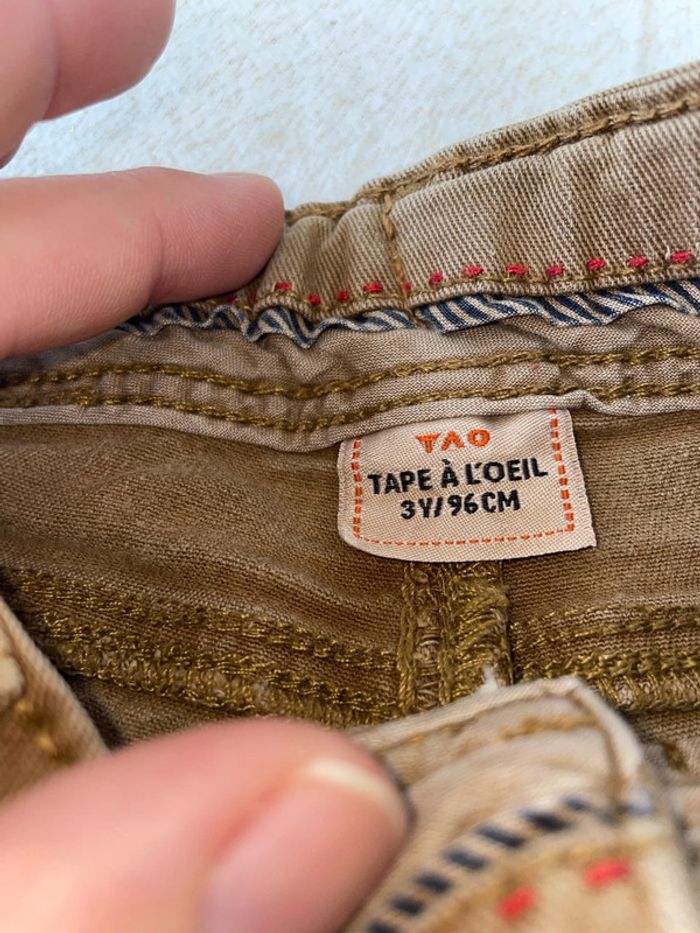 TAO
TAPE À L'OEIL
3Y/96CM